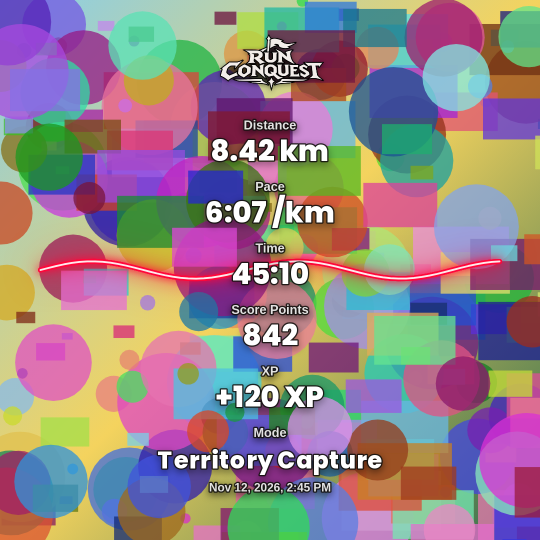 RUN
CONQUEST
Distance
8.42 km
Pace
6:07 /km
Time
45:10
Score Points
842
XP
+120 XP
Mode
Territory Capture
Nov 12, 2026, 2:45 PM